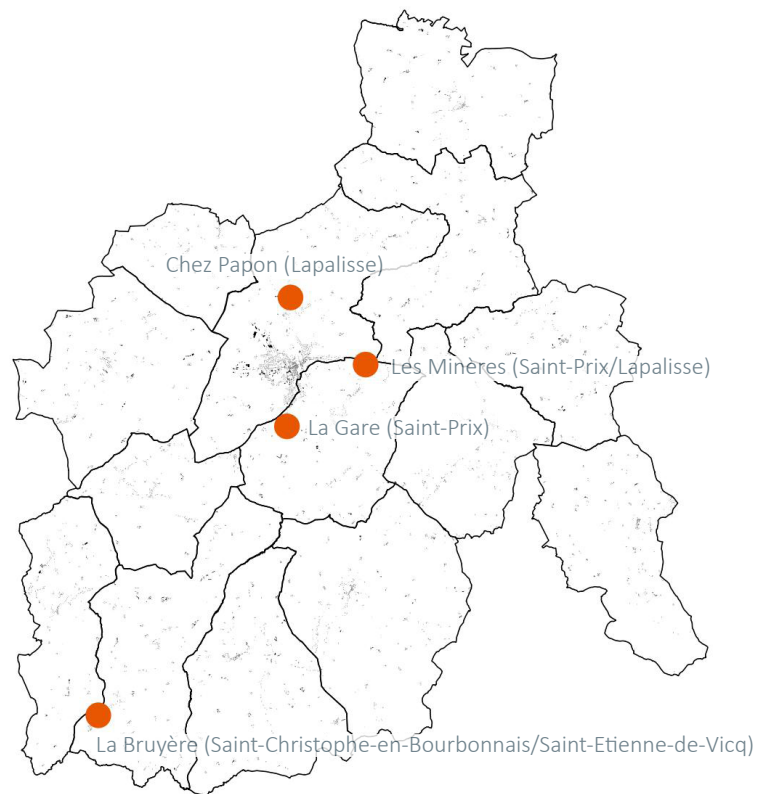 Chez Papon (Lapalisse)
Les Minères (Saint-Prix/Lapalisse)
La Gare (Saint-Prix)
La Bruyère (Saint-Christophe-en-Bourbonnais/Saint-Etienne-de-Vicq)